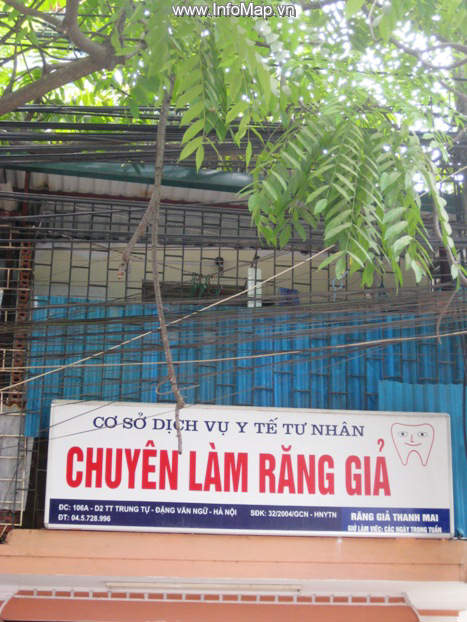 www.InfoMap.vn
CƠ SỞ DỊCH VỤ Y TẾ TƯ NHÂN
CHUYÊN LÀM RĂNG GIẢ
ĐC: 106A - D2 TT TRUNG TỰ - ĐẶNG VĂN NGỮ - HÀ NỘI SĐK: 32/2004/GCN - HNYTN
ĐT: 04.5.728.996
RĂNG GIẢ THANH MAI
GIỜ LÀM VIỆC: CÁC NGÀY TRONG TUẦN